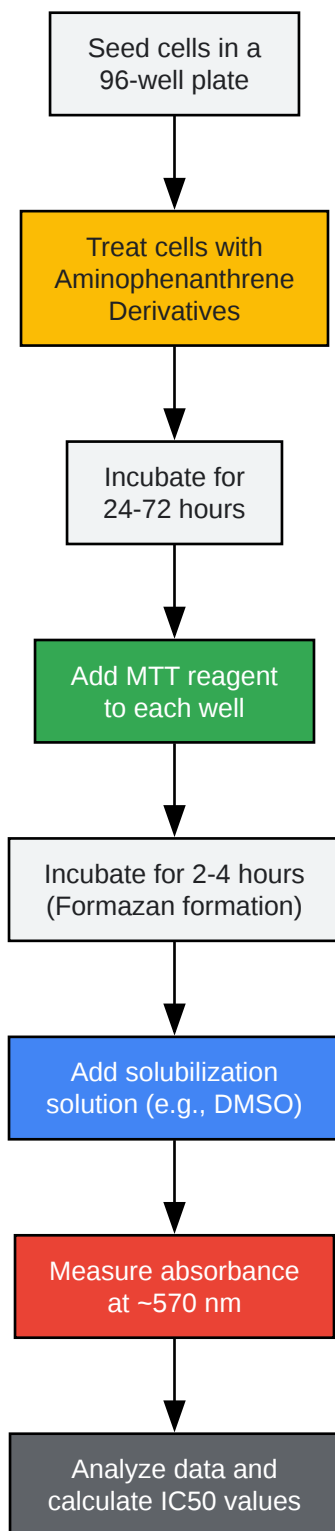 Seed cells in a
96-well plate
Treat cells with
Aminophenanthrene
Derivatives
Incubate for
24-72 hours
Add MTT reagent
to each well
Incubate for 2-4 hours
(Formazan formation)
Add solubilization
solution (e.g., DMSO)
Measure absorbance
at ~570 nm
Analyze data and
calculate IC50 values